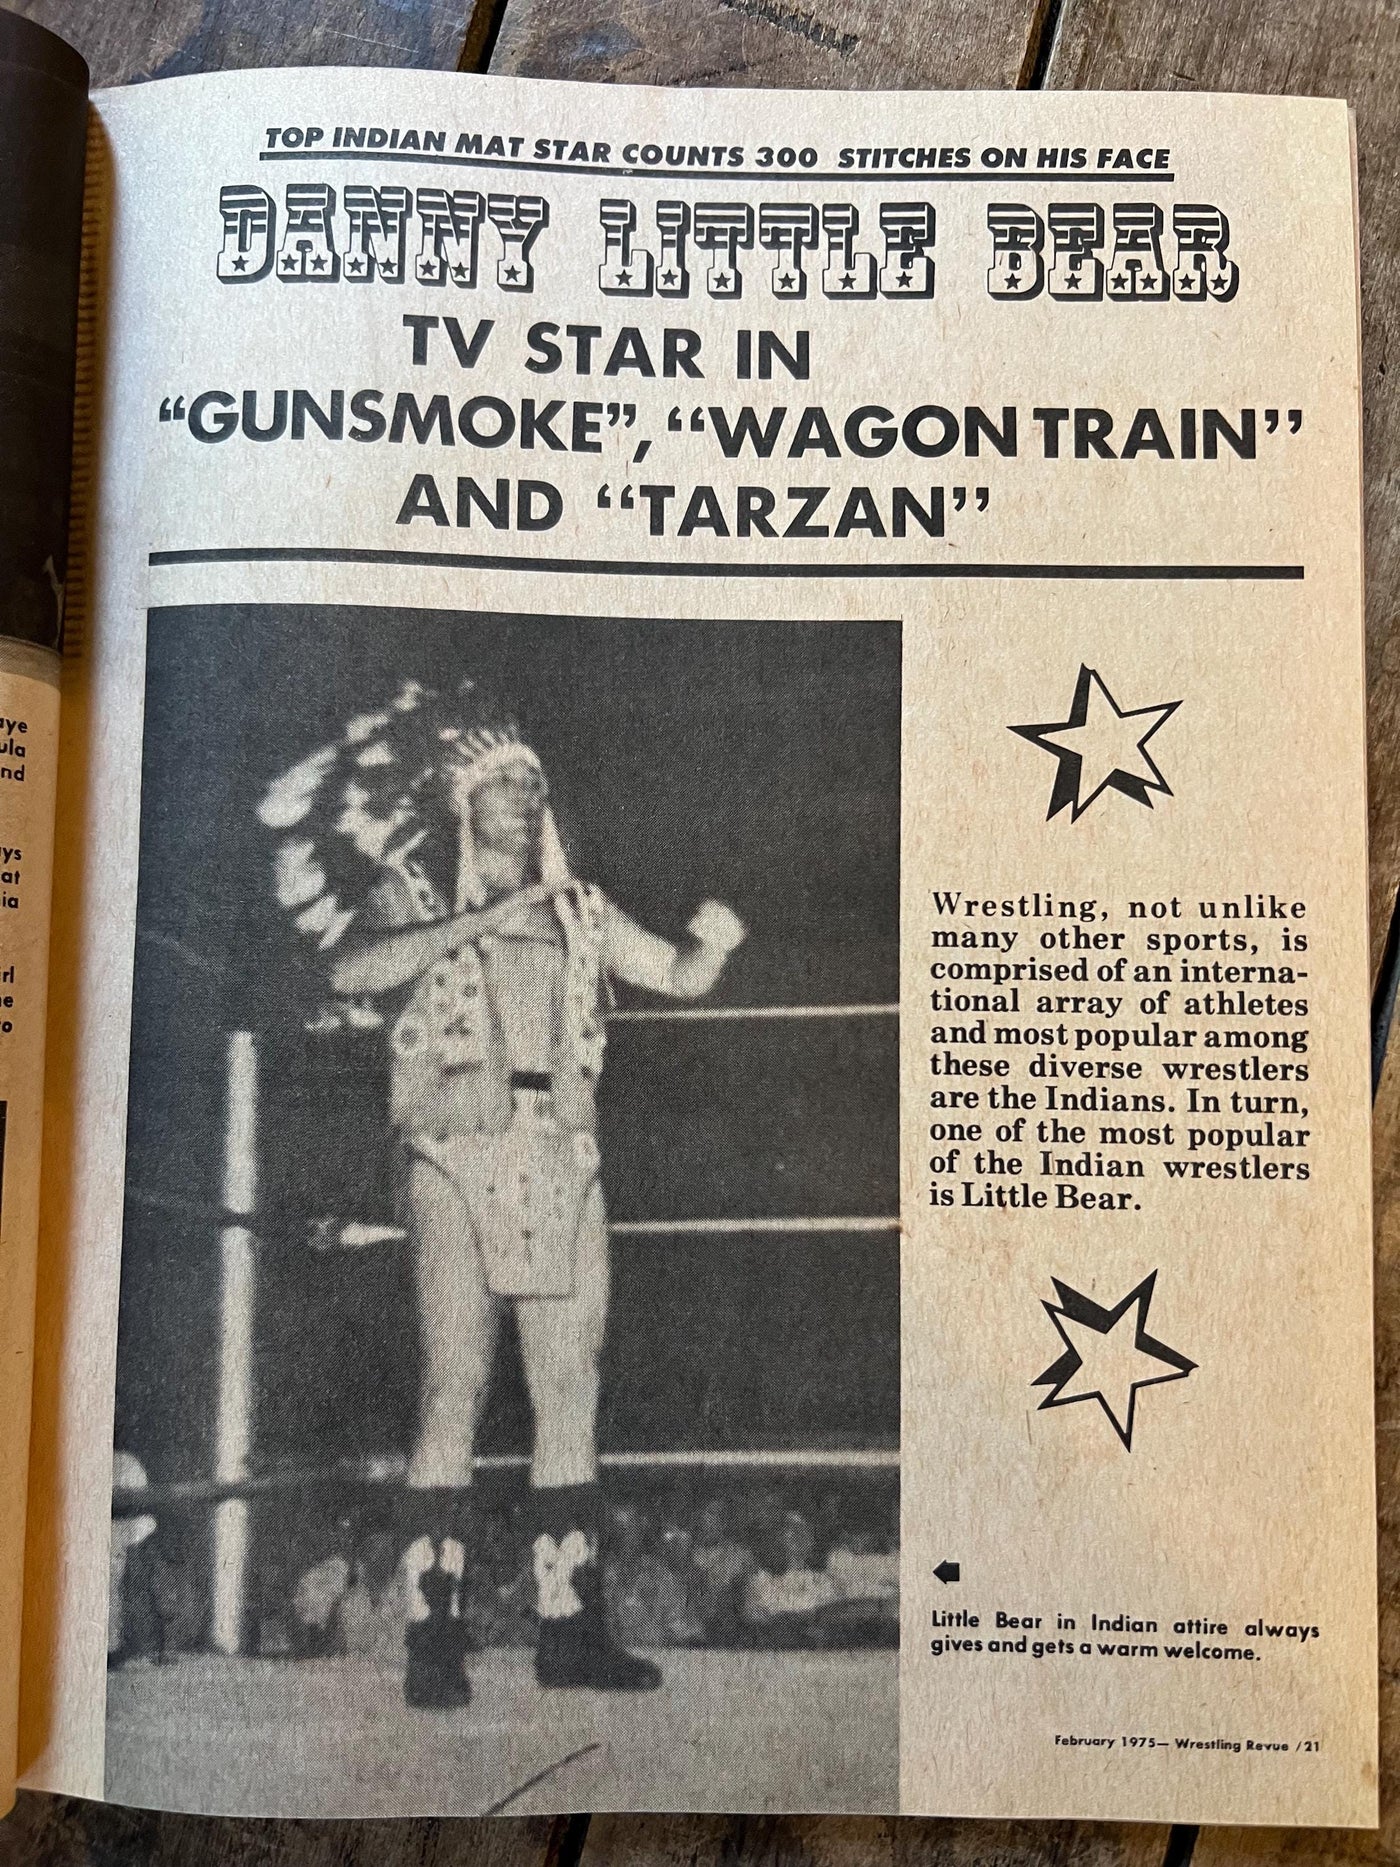 TOP INDIAN MAT STAR COUNTS 300 STITCHES ON HIS FACE
DANNY LITTLE BEAR
TV STAR IN
“GUNSMOKE”, “WAGON TRAIN”
AND “TARZAN”
Wrestling, not unlike
many other sports, is
comprised of an interna-
tional array of athletes
and most popular among
these diverse wrestlers
are the Indians. In turn,
one of the most popular
of the Indian wrestlers
is Little Bear.
Little Bear in Indian attire always
gives and gets a warm welcome.
February 1975— Wrestling Revue /21